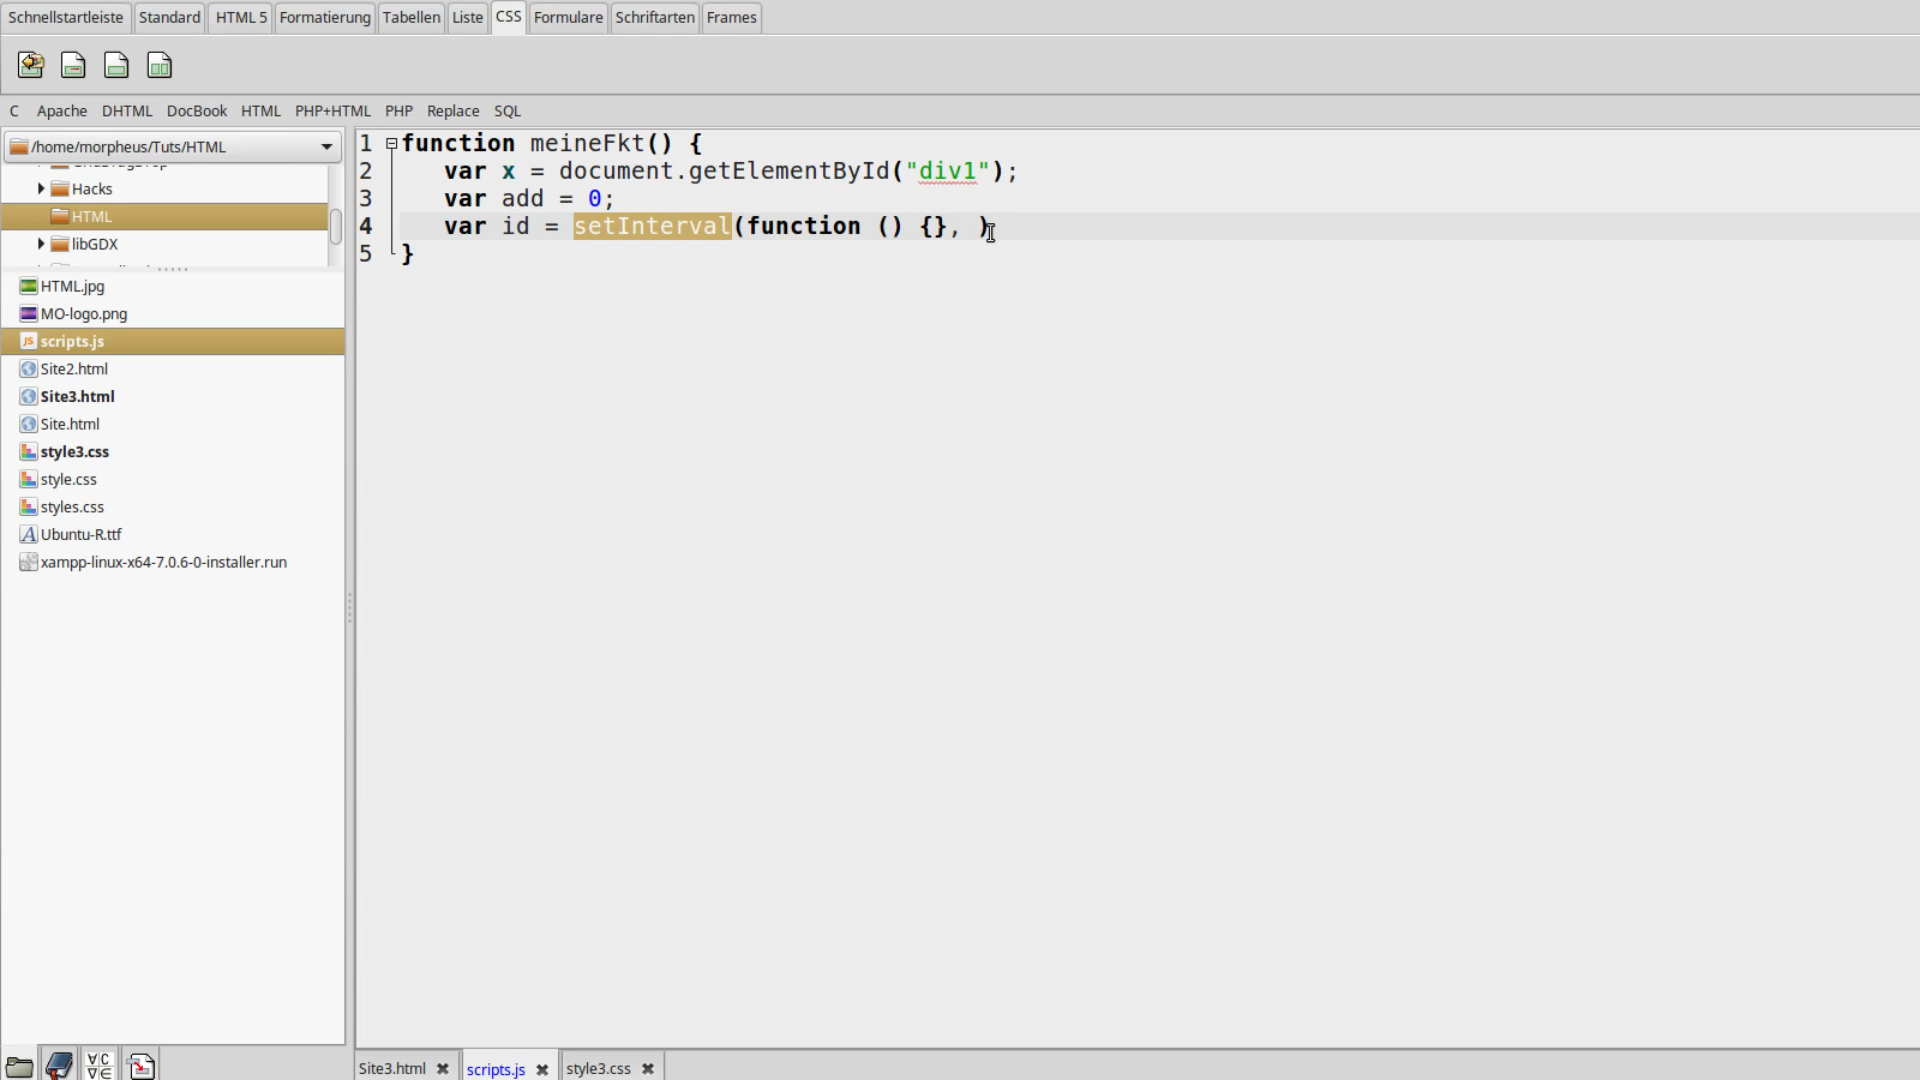 Schnellstartleiste Standard HTML 5 Formatierung Tabellen Liste CSS Formulare Schriftarten Frames
C Apache DHTML DocBook HTML PHP+HTML PHP Replace SQL
/home/morpheus/Tuts/HTML
Hacks
HTML
libGDX
HTML.jpg
MO-logo.png
scripts.js
Site2.html
Site3.html
Site.html
style3.css
style.css
styles.css
Ubuntu-R.ttf
xampp-linux-x64-7.0.6-0-installer.run
1 function meineFkt() {
2 var x = document.getElementById("div1");
3 var add = 0;
4 var id = setInterval(function () {}, )
5 }
Site3.html scripts.js style3.css